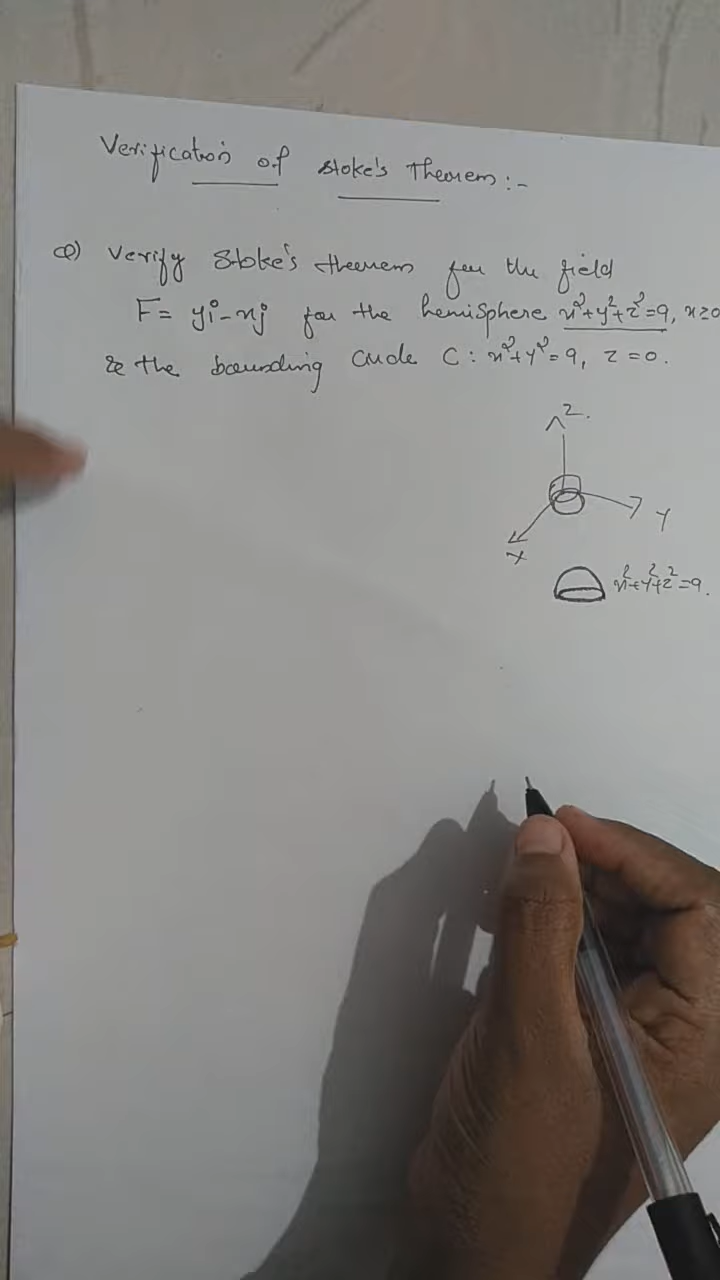 Verification of Stoke's Theorem :-
Q) Verify Stoke's theorem for the field
F = yi - xj for the hemisphere x²+y²+z²=9, x≥0
& the bounding circle C : x²+y²=9, z=0.
z.
y
x
x²+y²+z²=9.